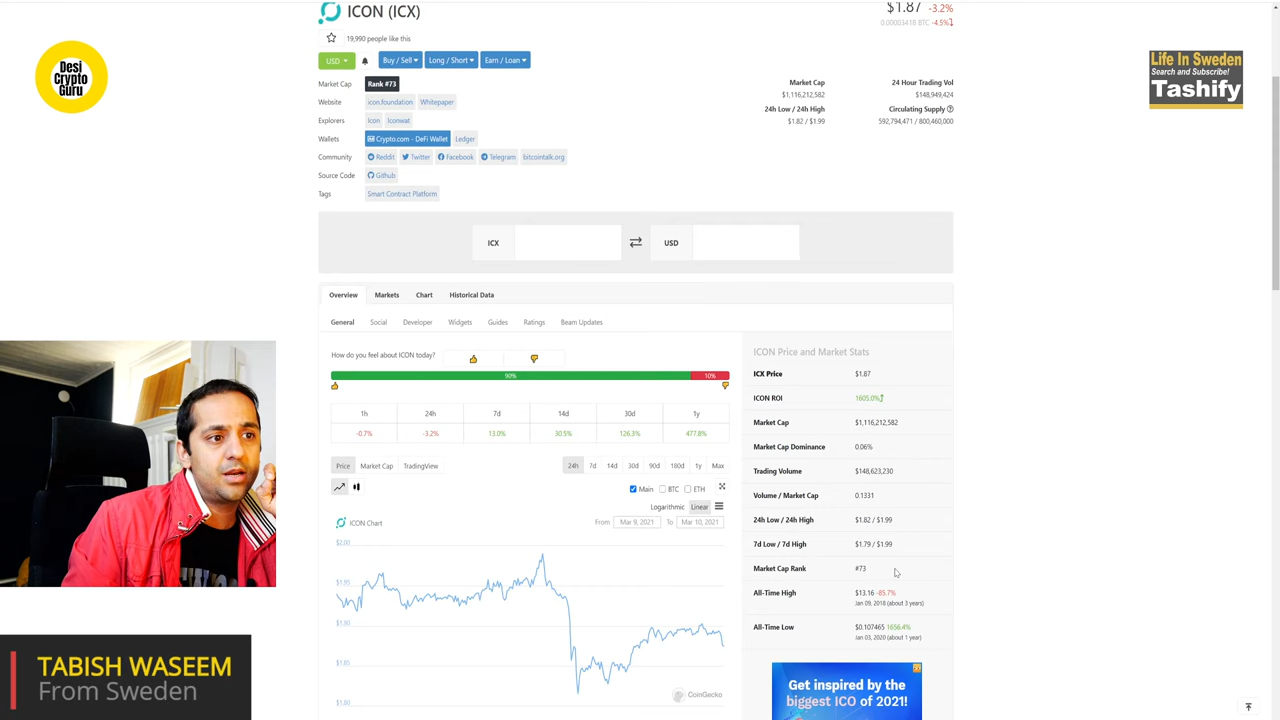 ICON (ICX)
$1.87 -3.2%
0.00003418 BTC -4.5%
19,990 people like this
USD
Buy / Sell
Long / Short
Earn / Loan
Market Cap
Rank #73
Website
icon.foundation
Whitepaper
Explorers
Icon
Iconwat
Wallets
Crypto.com - DeFi Wallet
Ledger
Community
Reddit
Twitter
Facebook
Telegram
bitcointalk.org
Source Code
Github
Tags
Smart Contract Platform
Market Cap
$1,116,212,582
24 Hour Trading Vol
$148,949,424
24h Low / 24h High
$1.82 / $1.99
Circulating Supply
592,794,471 / 800,460,000
Desi
Crypto
Guru
Life In Sweden
Search and Subscribe!
Tashify
ICX
USD
Overview
Markets
Chart
Historical Data
General
Social
Developer
Widgets
Guides
Ratings
Beam Updates
How do you feel about ICON today?
90%
10%
1h
24h
7d
14d
30d
1y
-0.7%
-3.2%
13.0%
30.5%
126.3%
477.8%
Price
Market Cap
TradingView
24h
7d
14d
30d
90d
180d
1y
Max
Main
BTC
ETH
Logarithmic
Linear
ICON Chart
From
Mar 9, 2021
To
Mar 10, 2021
$2.00
$1.95
$1.90
$1.85
$1.80
CoinGecko
ICON Price and Market Stats
ICX Price
$1.87
ICON ROI
1605.0%
Market Cap
$1,116,212,582
Market Cap Dominance
0.06%
Trading Volume
$148,623,230
Volume / Market Cap
0.1331
24h Low / 24h High
$1.82 / $1.99
7d Low / 7d High
$1.79 / $1.99
Market Cap Rank
#73
All-Time High
$13.16 -85.7%
Jan 09, 2018 (about 3 years)
All-Time Low
$0.107465 1656.4%
Jan 03, 2020 (about 1 year)
Get inspired by the
biggest ICO of 2021!
TABISH WASEEM
From Sweden